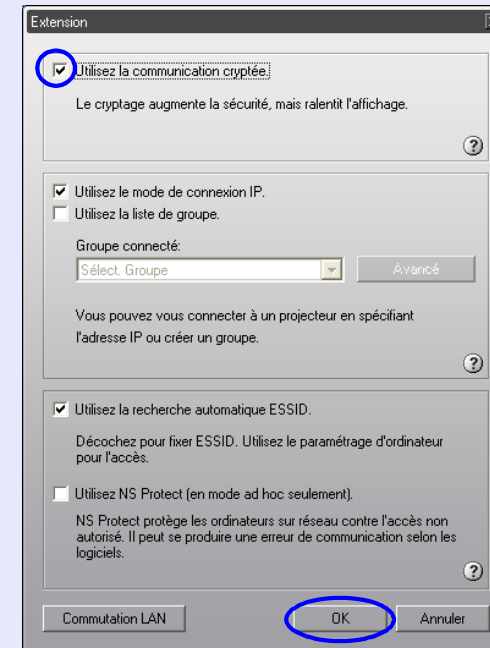 Extension
Utilisez la communication cryptée.
Le cryptage augmente la sécurité, mais ralentit l'affichage.
?
Utilisez le mode de connexion IP.
Utilisez la liste de groupe.
Groupe connecté:
Sélect. Groupe
Avancé
Vous pouvez vous connecter à un projecteur en spécifiant
l'adresse IP ou créer un groupe.
?
Utilisez la recherche automatique ESSID.
Décochez pour fixer ESSID. Utilisez le paramétrage d'ordinateur
pour l'accès.
Utilisez NS Protect (en mode ad hoc seulement).
NS Protect protège les ordinateurs sur réseau contre l'accès non
autorisé. Il peut se produire une erreur de communication selon les
logiciels.
?
Commutation LAN
OK
Annuler